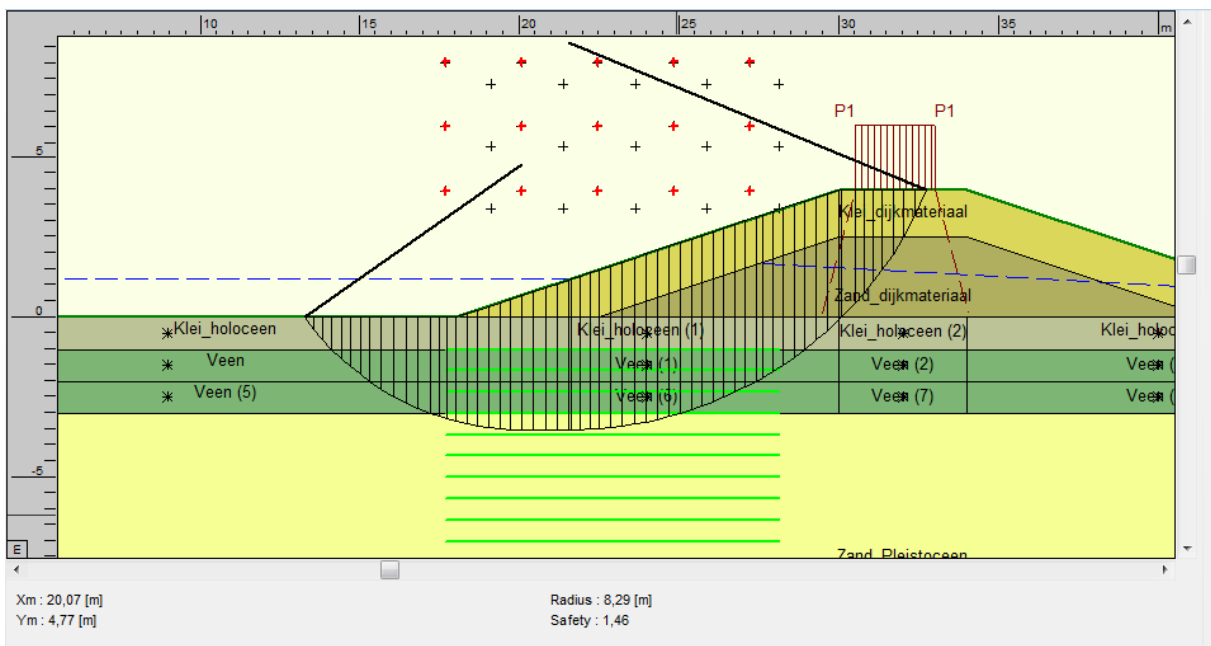 10 15 20 25 30 35 m
P1 P1
5
Klei_dijkmateriaal
Zand_dijkmateriaal
0
Klei_holoceen Klei_holoceen (1) Klei_holoceen (2) Klei_holoc
Veen Veen (1) Veen (2) Veen (
Veen (5) Veen (6) Veen (7) Veen (
-5
E
Zand_Pleistoceen
Xm : 20,07 [m] Radius : 8,29 [m]
Ym : 4,77 [m] Safety : 1,46